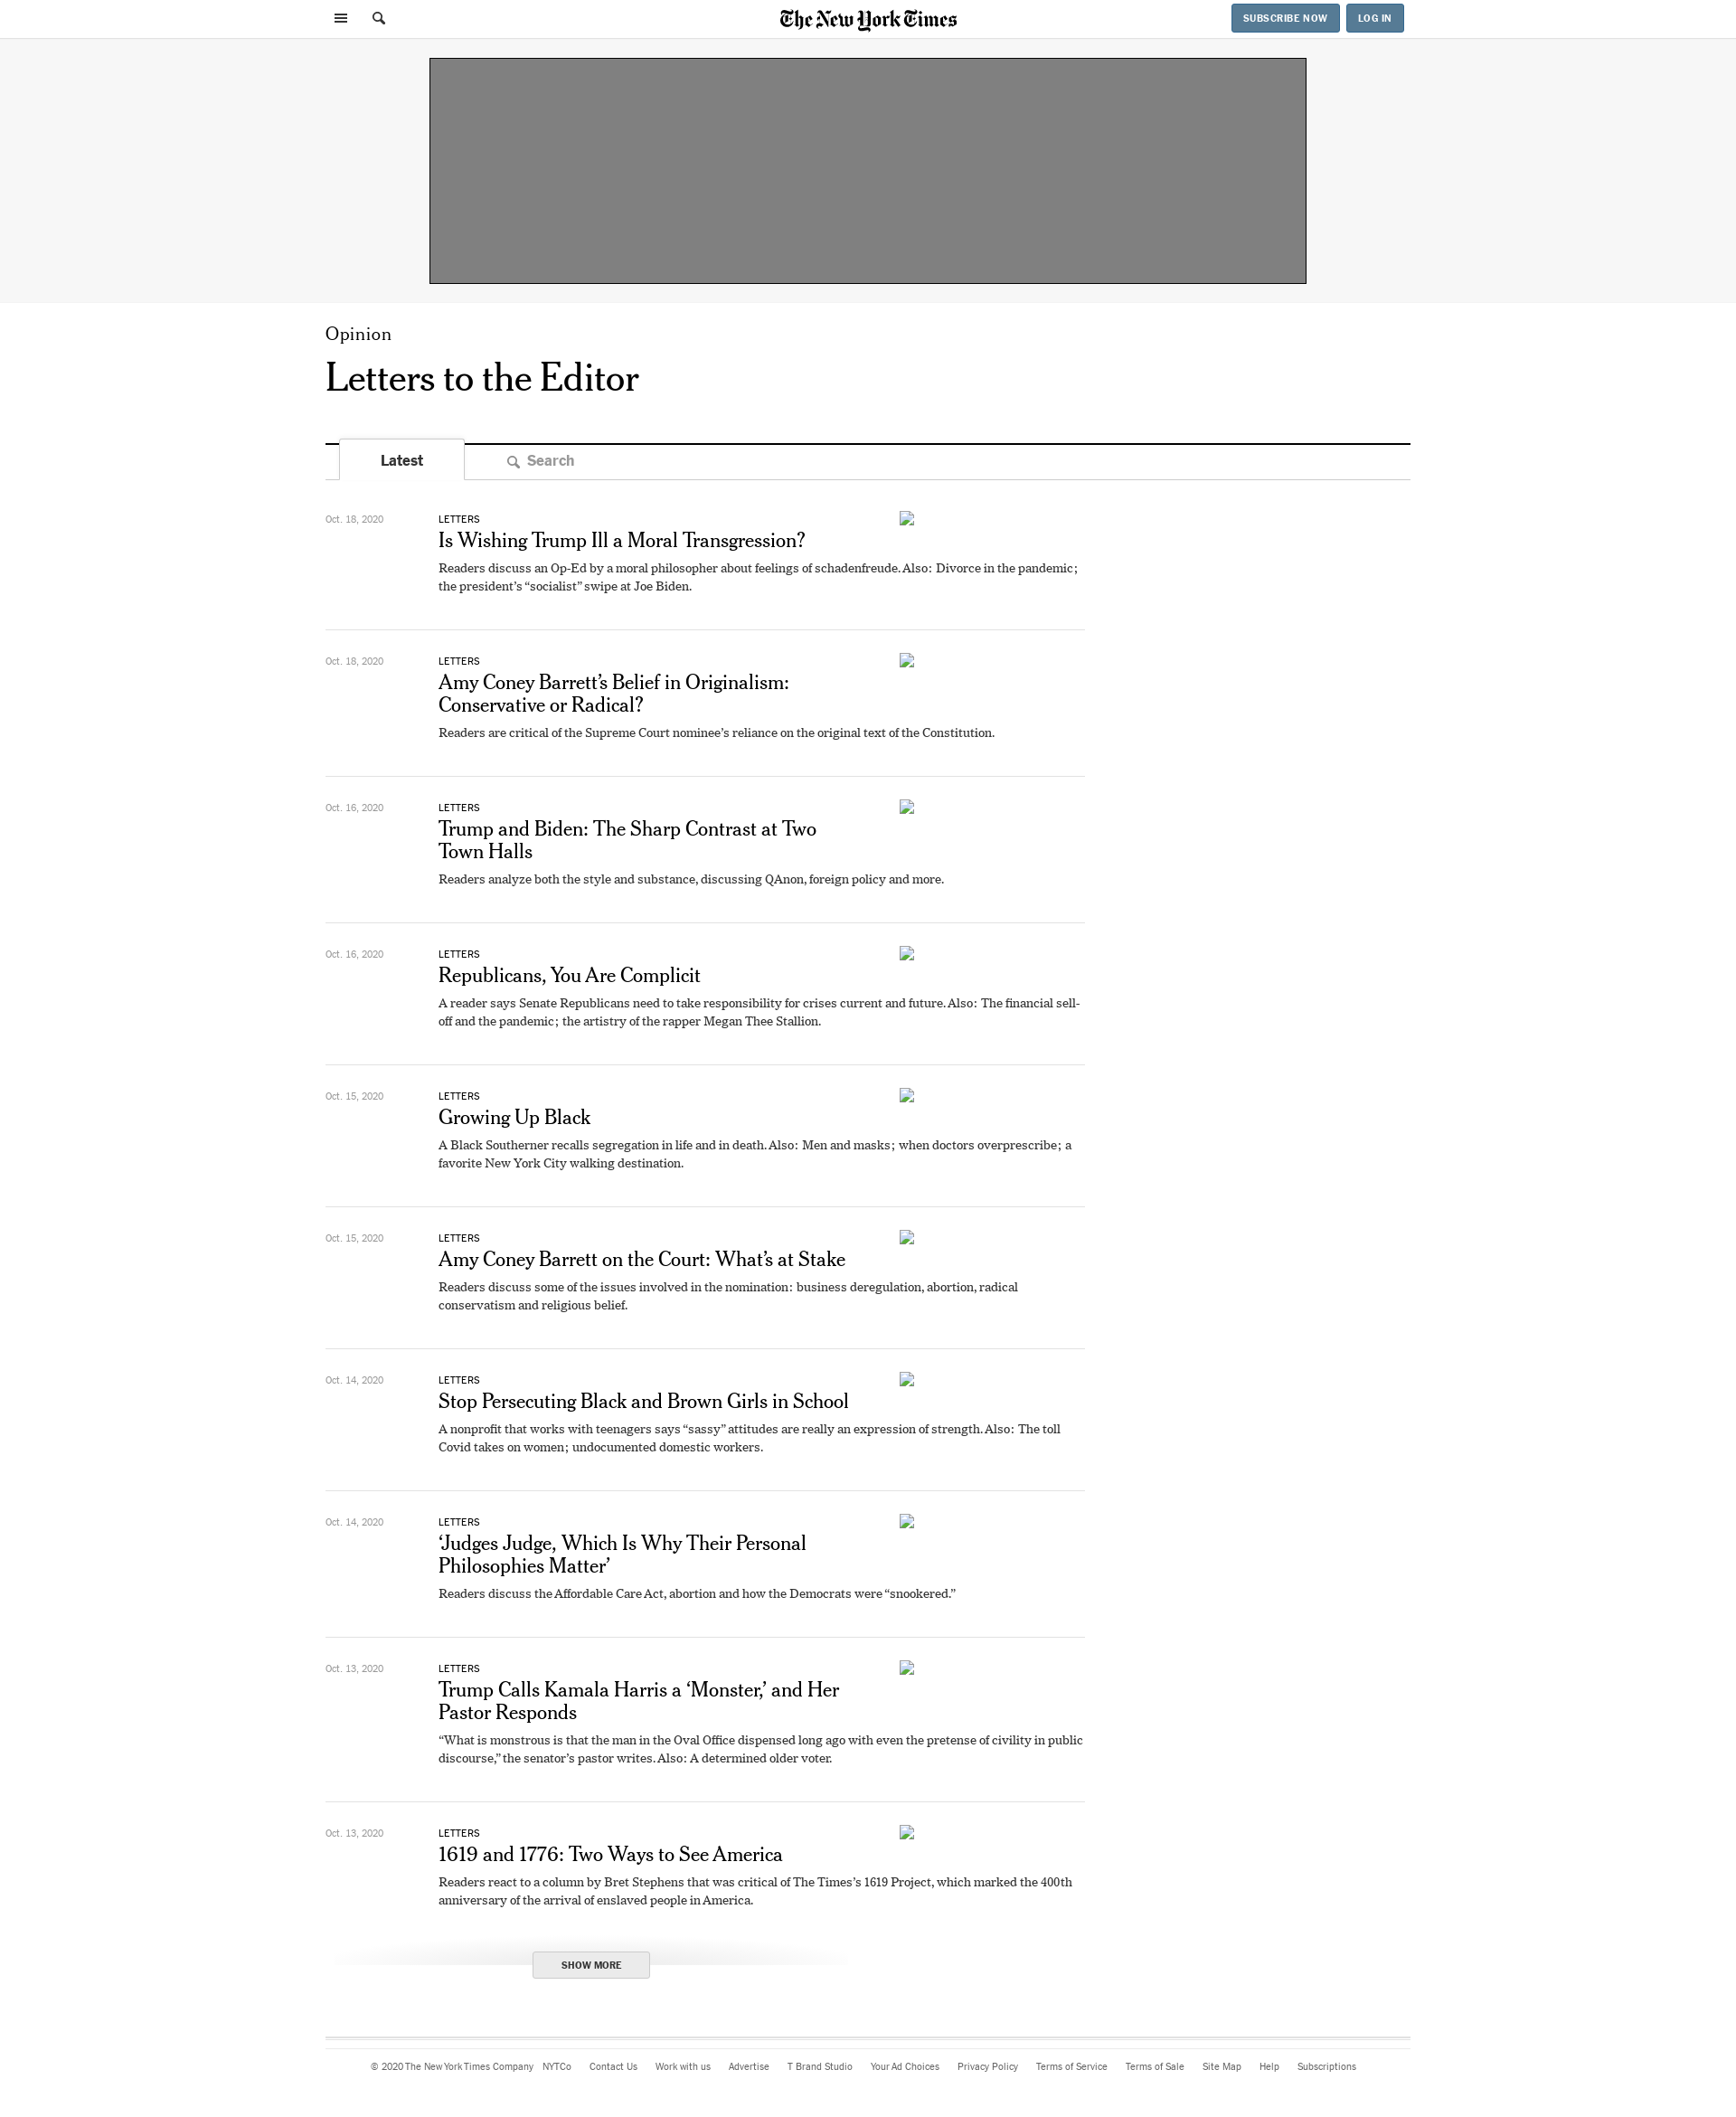 The New York Times
SUBSCRIBE NOW
LOG IN
Opinion
Letters to the Editor
Latest
Search
Oct. 18, 2020
LETTERS
Is Wishing Trump Ill a Moral Transgression?
Readers discuss an Op-Ed by a moral philosopher about feelings of schadenfreude. Also: Divorce in the pandemic;
the president’s “socialist” swipe at Joe Biden.
Oct. 18, 2020
LETTERS
Amy Coney Barrett’s Belief in Originalism:
Conservative or Radical?
Readers are critical of the Supreme Court nominee’s reliance on the original text of the Constitution.
Oct. 16, 2020
LETTERS
Trump and Biden: The Sharp Contrast at Two
Town Halls
Readers analyze both the style and substance, discussing QAnon, foreign policy and more.
Oct. 16, 2020
LETTERS
Republicans, You Are Complicit
A reader says Senate Republicans need to take responsibility for crises current and future. Also: The financial sell-
off and the pandemic; the artistry of the rapper Megan Thee Stallion.
Oct. 15, 2020
LETTERS
Growing Up Black
A Black Southerner recalls segregation in life and in death. Also: Men and masks; when doctors overprescribe; a
favorite New York City walking destination.
Oct. 15, 2020
LETTERS
Amy Coney Barrett on the Court: What’s at Stake
Readers discuss some of the issues involved in the nomination: business deregulation, abortion, radical
conservatism and religious belief.
Oct. 14, 2020
LETTERS
Stop Persecuting Black and Brown Girls in School
A nonprofit that works with teenagers says “sassy” attitudes are really an expression of strength. Also: The toll
Covid takes on women; undocumented domestic workers.
Oct. 14, 2020
LETTERS
‘Judges Judge, Which Is Why Their Personal
Philosophies Matter’
Readers discuss the Affordable Care Act, abortion and how the Democrats were “snookered.”
Oct. 13, 2020
LETTERS
Trump Calls Kamala Harris a ‘Monster,’ and Her
Pastor Responds
“What is monstrous is that the man in the Oval Office dispensed long ago with even the pretense of civility in public
discourse,” the senator’s pastor writes. Also: A determined older voter.
Oct. 13, 2020
LETTERS
1619 and 1776: Two Ways to See America
Readers react to a column by Bret Stephens that was critical of The Times’s 1619 Project, which marked the 400th
anniversary of the arrival of enslaved people in America.
SHOW MORE
© 2020 The New York Times Company NYTCo Contact Us Work with us Advertise T Brand Studio Your Ad Choices Privacy Policy Terms of Service Terms of Sale Site Map Help Subscriptions